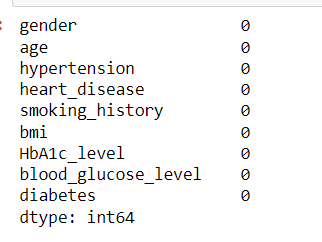 gender 0
age 0
hypertension 0
heart_disease 0
smoking_history 0
bmi 0
HbA1c_level 0
blood_glucose_level 0
diabetes 0
dtype: int64